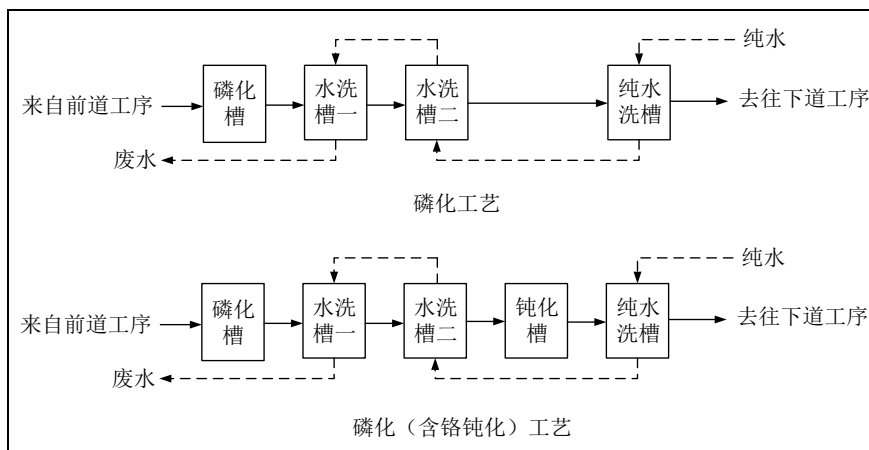 纯水
来自前道工序
磷化
槽
水洗
槽一
水洗
槽二
纯水
洗槽
去往下道工序
废水
磷化工艺
纯水
来自前道工序
磷化
槽
水洗
槽一
水洗
槽二
钝化
槽
纯水
洗槽
去往下道工序
废水
磷化（含铬钝化）工艺